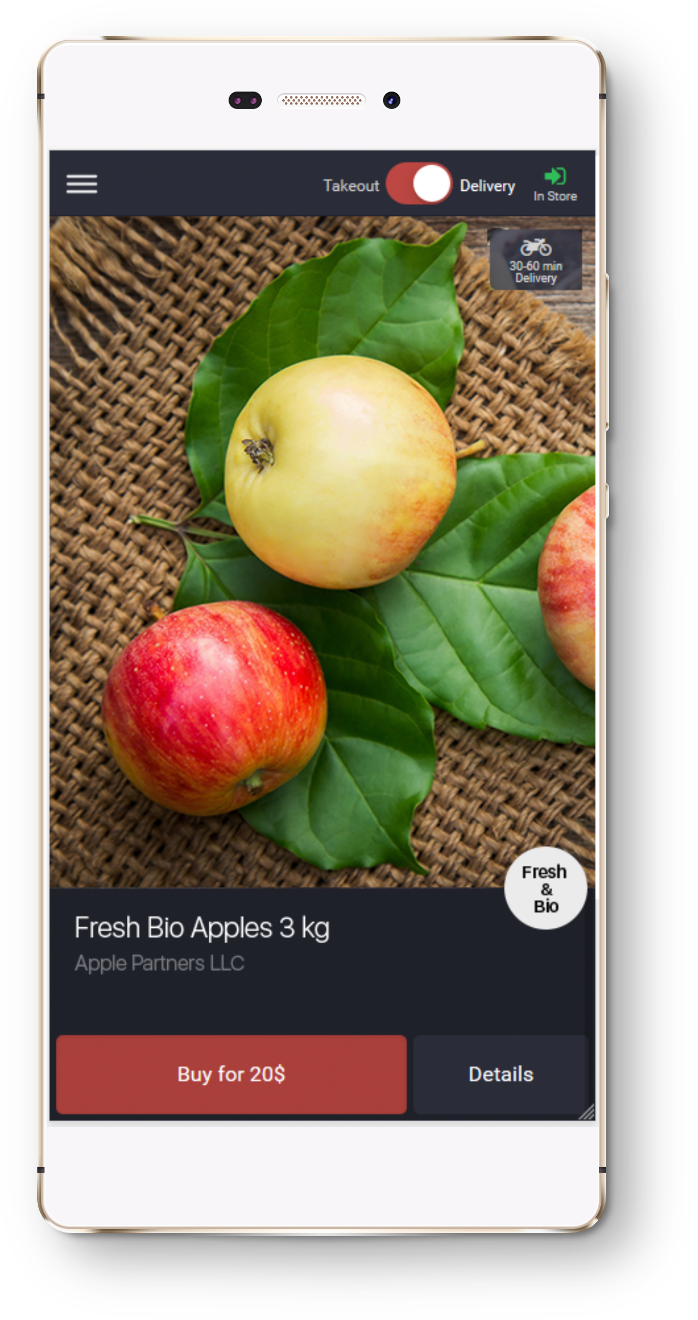 Takeout
Delivery
In Store
30-60 min
Delivery
Fresh
&
Bio
Fresh Bio Apples 3 kg
Apple Partners LLC
Buy for 20$
Details